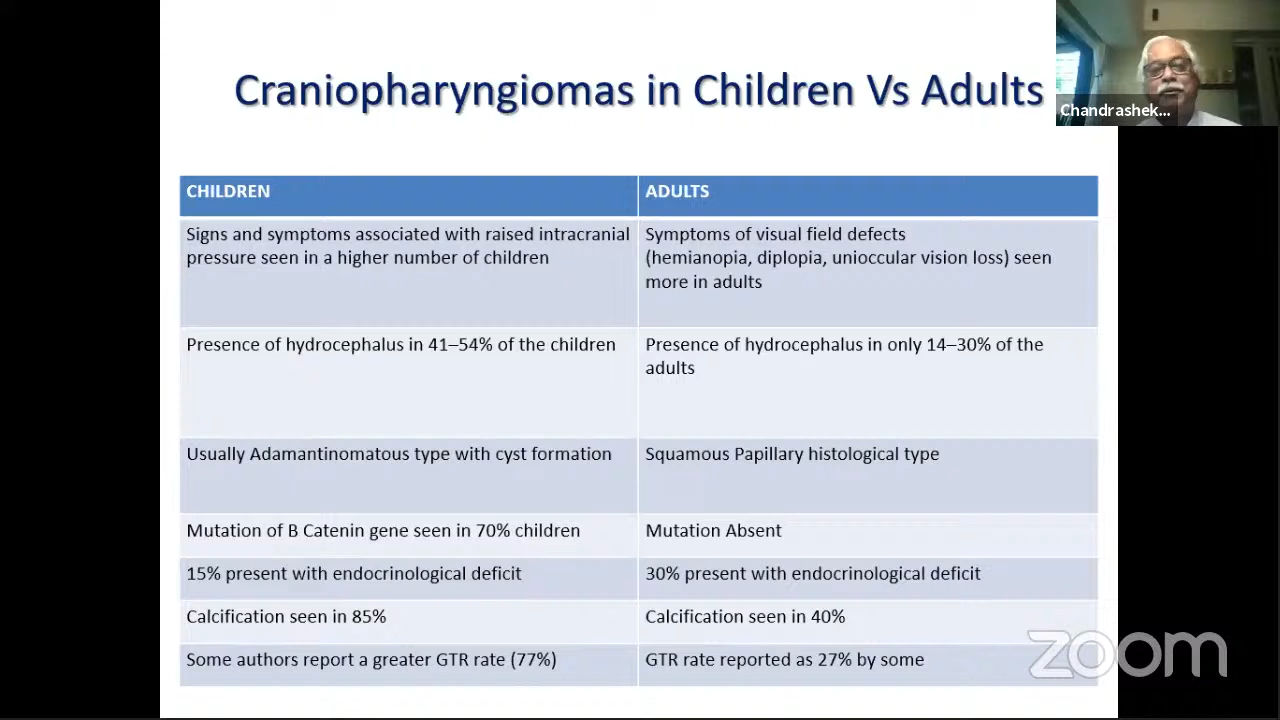 Craniopharyngiomas in Children Vs Adults
Chandrashek...
CHILDREN
ADULTS
Signs and symptoms associated with raised intracranial
pressure seen in a higher number of children
Symptoms of visual field defects
(hemianopia, diplopia, unioccular vision loss) seen
more in adults
Presence of hydrocephalus in 41–54% of the children
Presence of hydrocephalus in only 14–30% of the
adults
Usually Adamantinomatous type with cyst formation
Squamous Papillary histological type
Mutation of B Catenin gene seen in 70% children
Mutation Absent
15% present with endocrinological deficit
30% present with endocrinological deficit
Calcification seen in 85%
Calcification seen in 40%
Some authors report a greater GTR rate (77%)
GTR rate reported as 27% by some
zoom